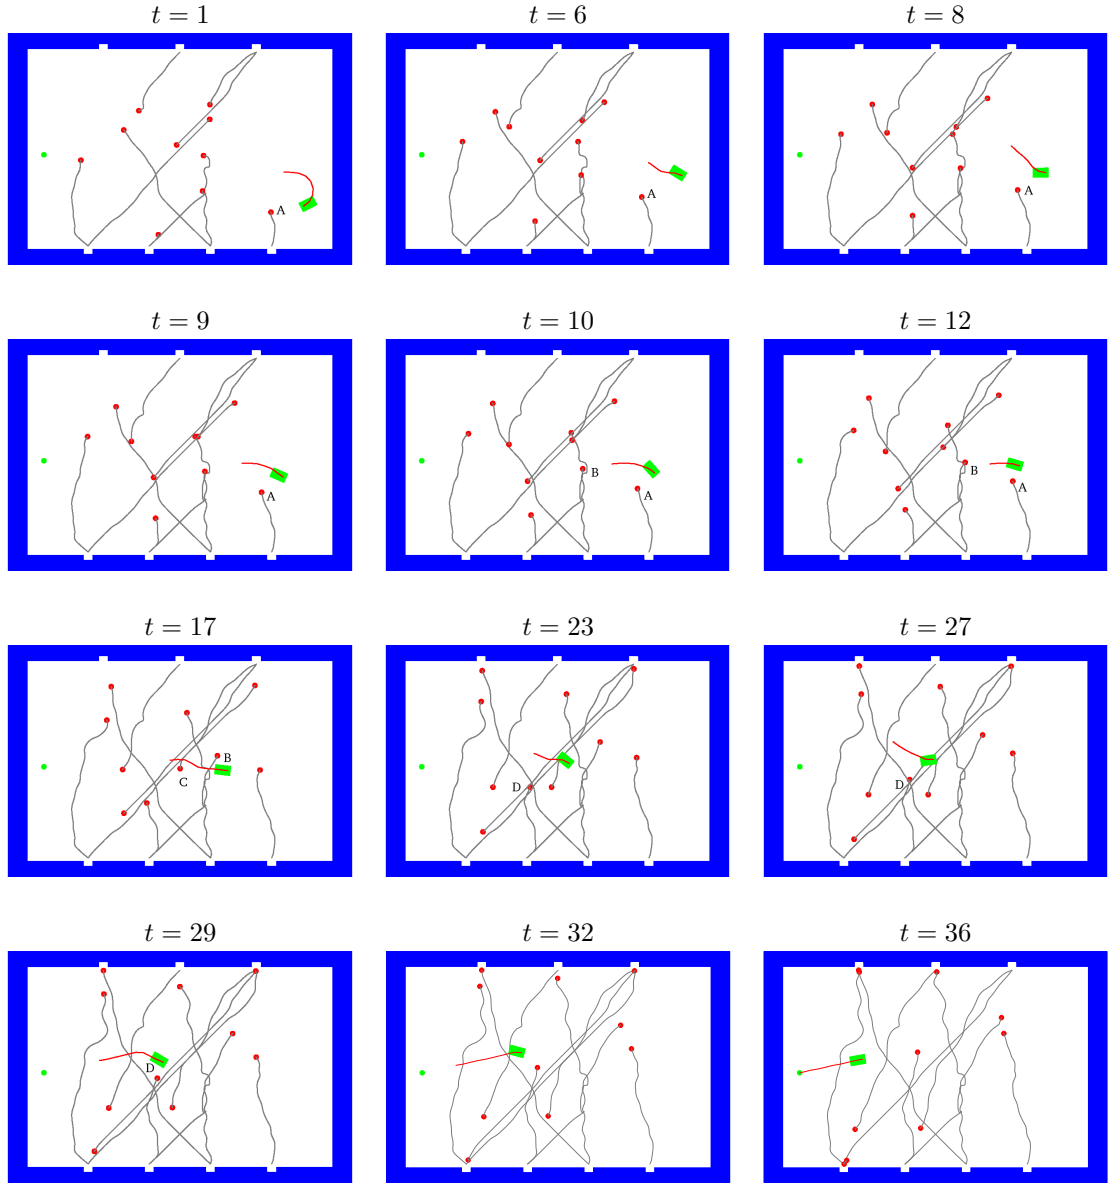 t = 1 t = 6 t = 8
A A A
t = 9 t = 10 t = 12
B B
A A A
t = 17 t = 23 t = 27
B
C D D
t = 29 t = 32 t = 36
D